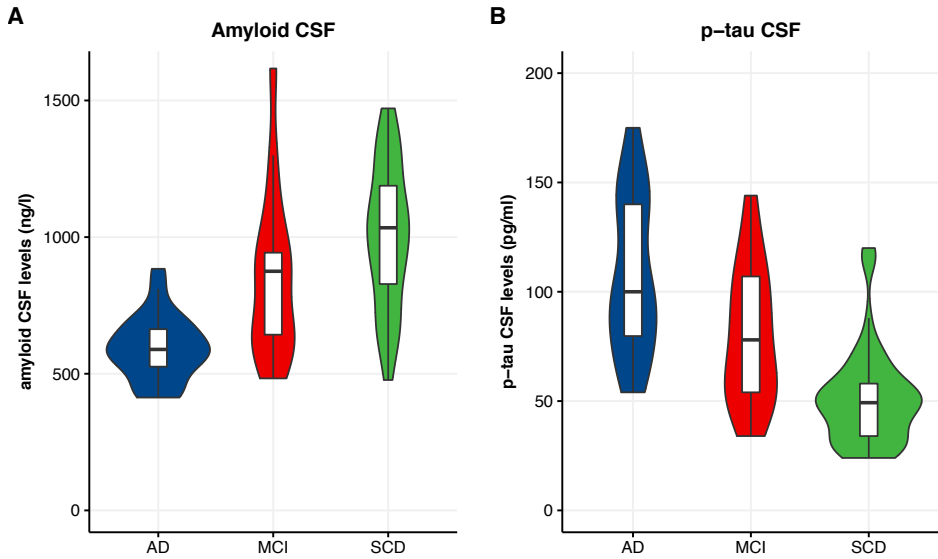 A
Amyloid CSF
amyloid CSF levels (ng/l)
1500
1000
500
0
AD MCI SCD
B
p−tau CSF
p−tau CSF levels (pg/ml)
200
150
100
50
0
AD MCI SCD